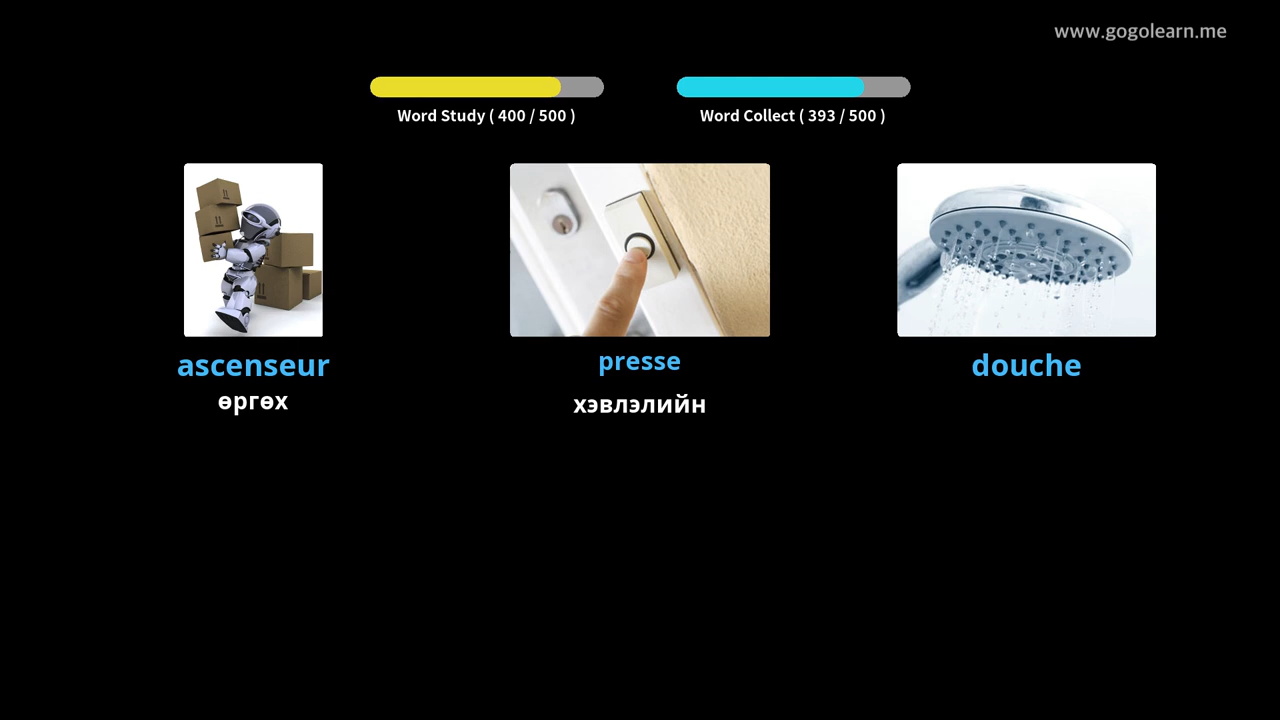 www.gogolearn.me
Word Study ( 400 / 500 )
Word Collect ( 393 / 500 )
ascenseur
өргөх
presse
хэвлэлийн
douche